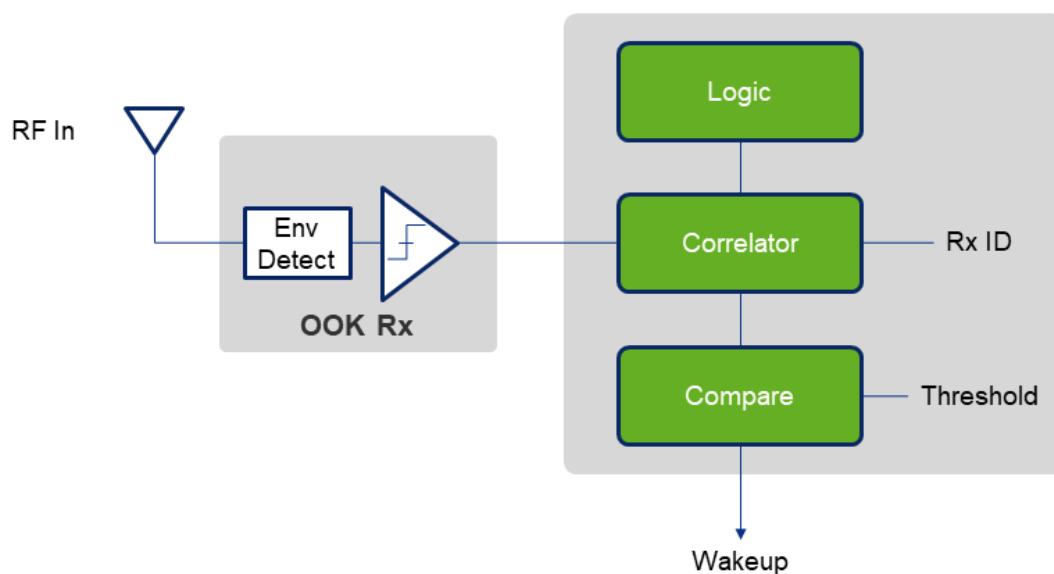 Logic
RF In
Env
Detect
Correlator
Rx ID
OOK Rx
Compare
Threshold
Wakeup